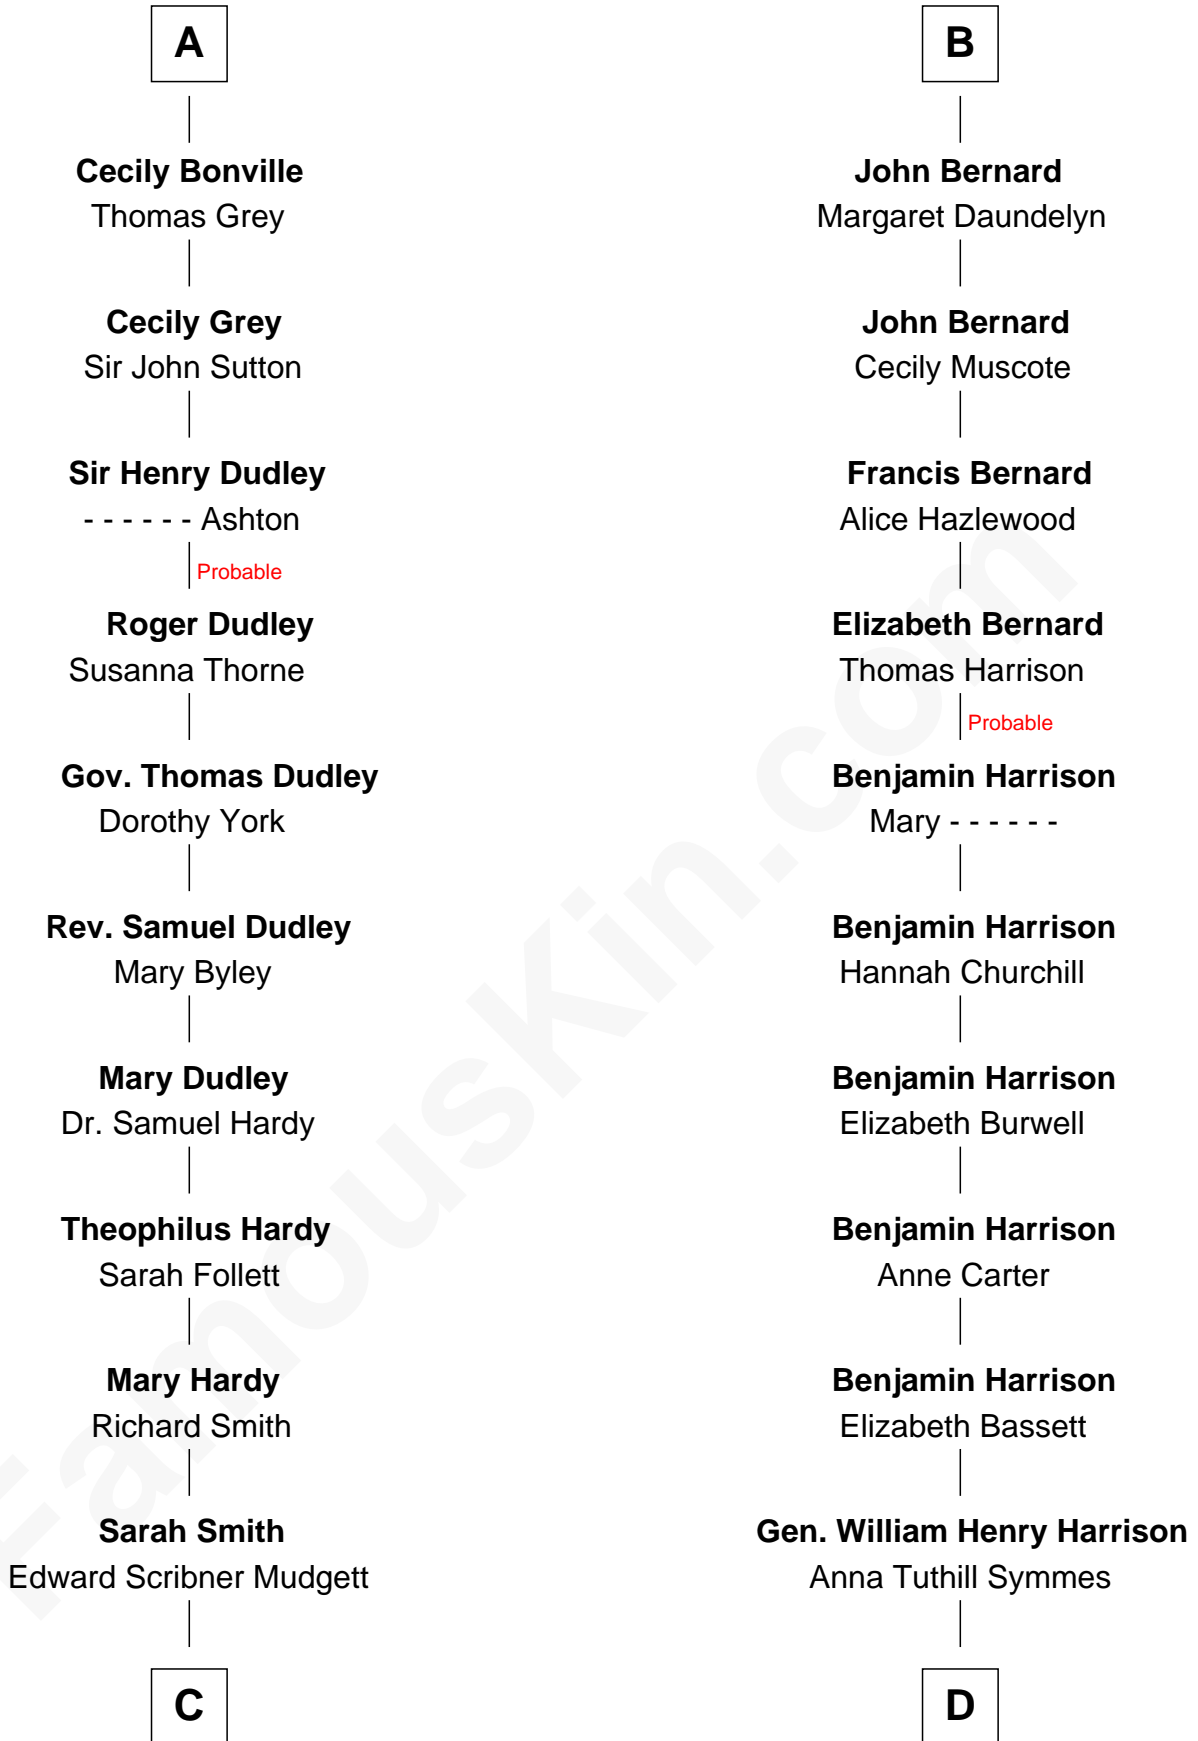 A
Cecily Bonville
Thomas Grey
Cecily Grey
Sir John Sutton
Sir Henry Dudley
- - - - - - Ashton
Probable
Roger Dudley
Susanna Thorne
Gov. Thomas Dudley
Dorothy York
Rev. Samuel Dudley
Mary Byley
Mary Dudley
Dr. Samuel Hardy
Theophilus Hardy
Sarah Follett
Mary Hardy
Richard Smith
Sarah Smith
Edward Scribner Mudgett
C
B
John Bernard
Margaret Daundelyn
John Bernard
Cecily Muscote
Francis Bernard
Alice Hazlewood
Elizabeth Bernard
Thomas Harrison
Probable
Benjamin Harrison
Mary - - - - - -
Benjamin Harrison
Hannah Churchill
Benjamin Harrison
Elizabeth Burwell
Benjamin Harrison
Anne Carter
Benjamin Harrison
Elizabeth Bassett
Gen. William Henry Harrison
Anna Tuthill Symmes
D
FamousKin.com